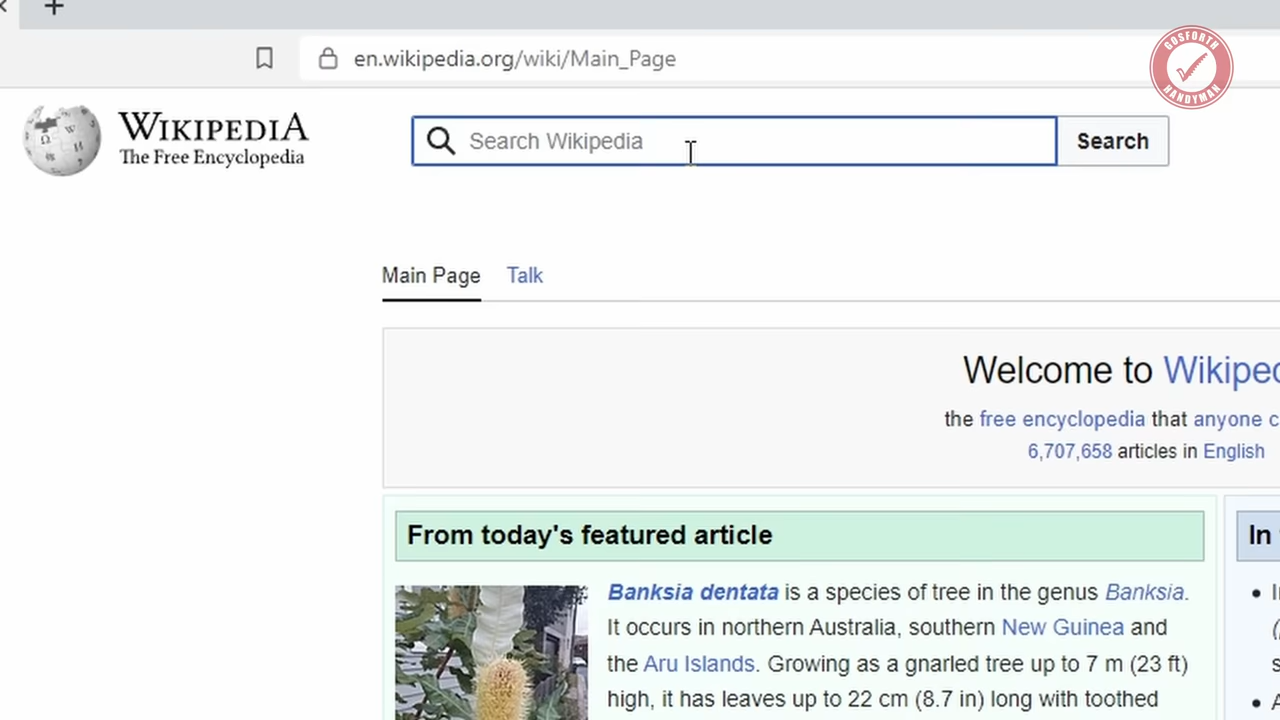 en.wikipedia.org/wiki/Main_Page
GOSFORTH
HANDYMAN
WIKIPEDIA
The Free Encyclopedia
Search Wikipedia
Search
Main Page Talk
Welcome to Wikiped
the free encyclopedia that anyone c
6,707,658 articles in English
From today's featured article
Banksia dentata is a species of tree in the genus Banksia.
It occurs in northern Australia, southern New Guinea and
the Aru Islands. Growing as a gnarled tree up to 7 m (23 ft)
high, it has leaves up to 22 cm (8.7 in) long with toothed
In